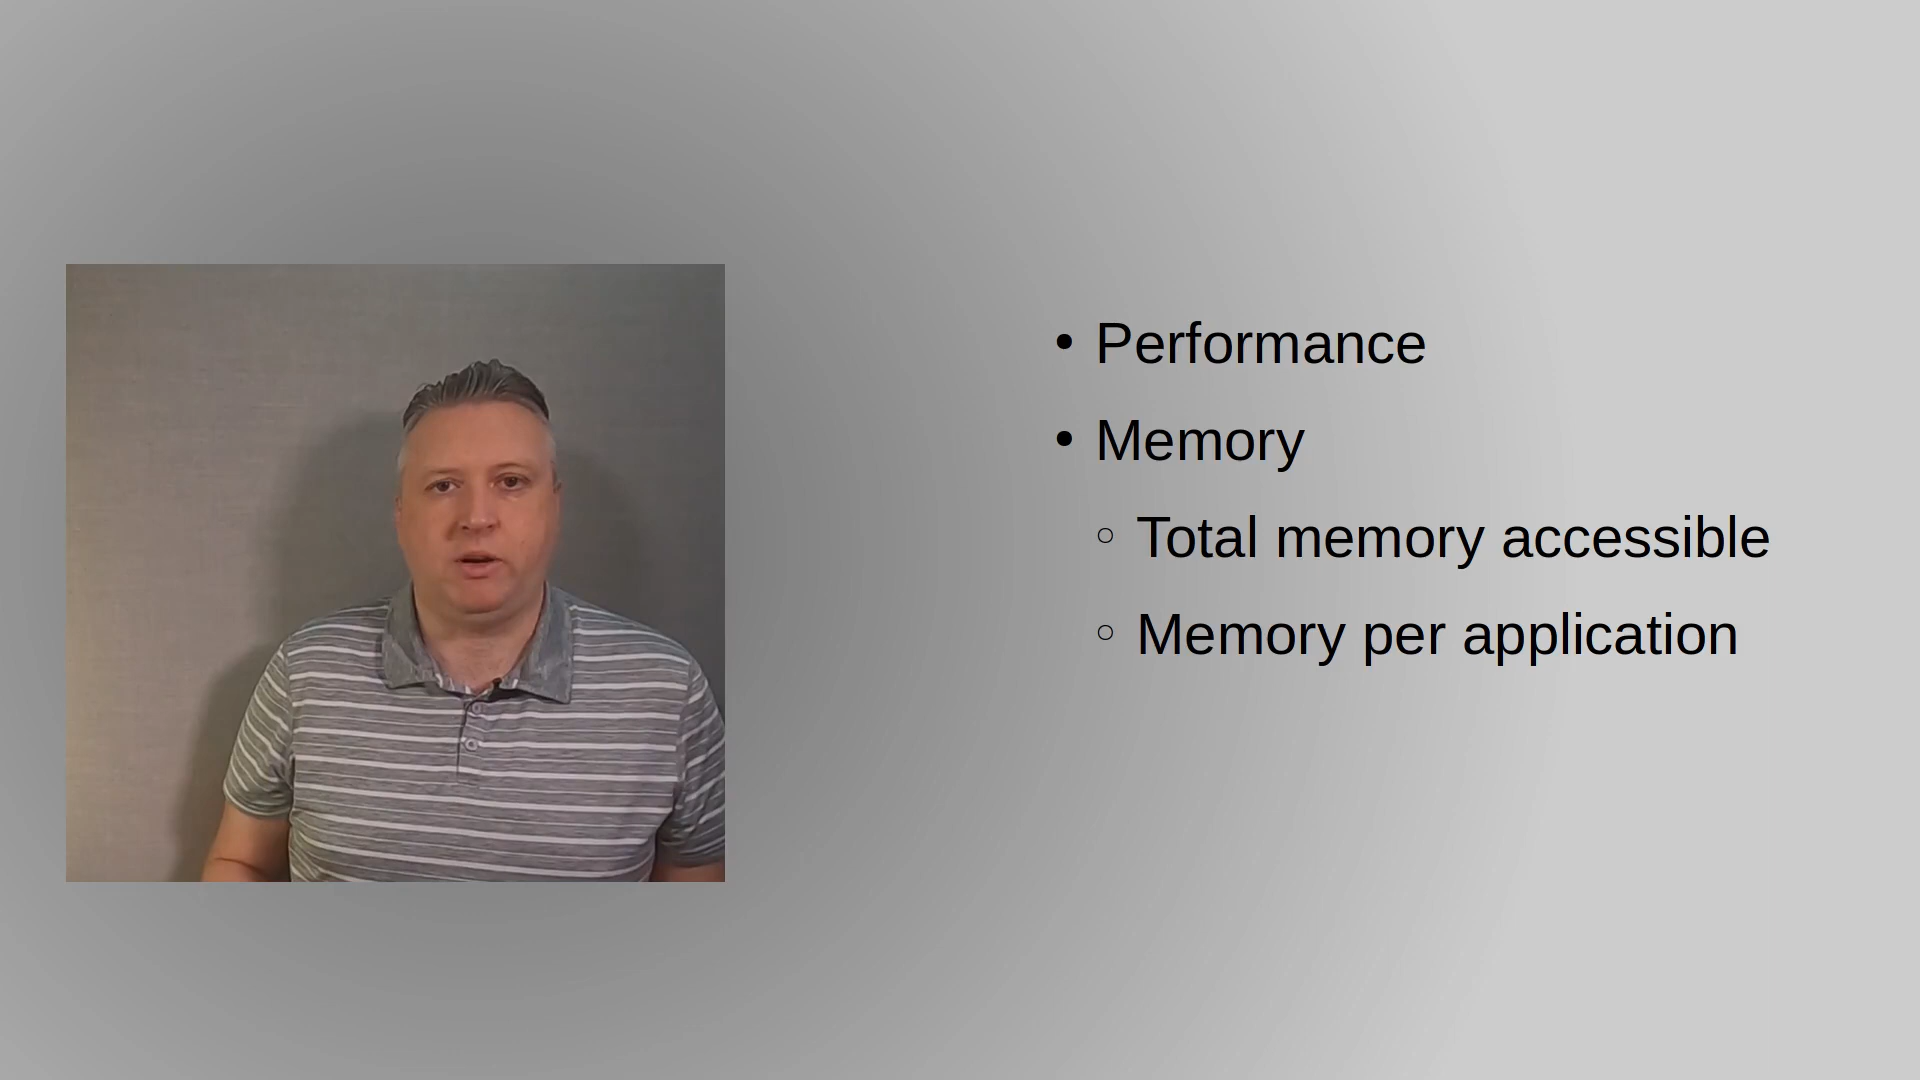 • Performance
• Memory
○ Total memory accessible
○ Memory per application